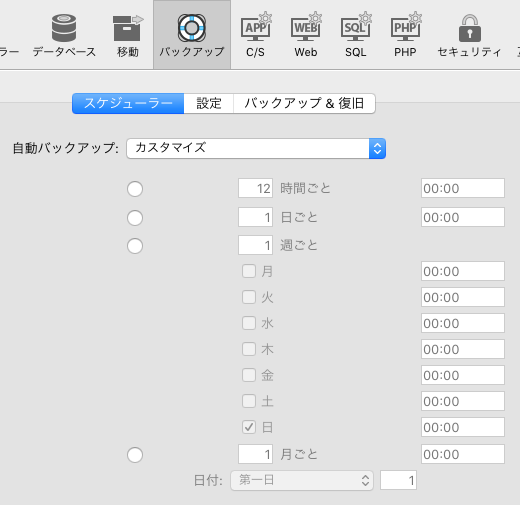 ラー データベース 移動 バックアップ C/S Web SQL PHP セキュリティ
APP WEB SQL PHP
スケジューラー 設定 バックアップ & 復旧
自動バックアップ: カスタマイズ
12 時間ごと 00:00
1 日ごと 00:00
1 週ごと
月 00:00
火 00:00
水 00:00
木 00:00
金 00:00
土 00:00
日 00:00
1 月ごと 00:00
日付: 第一日 1